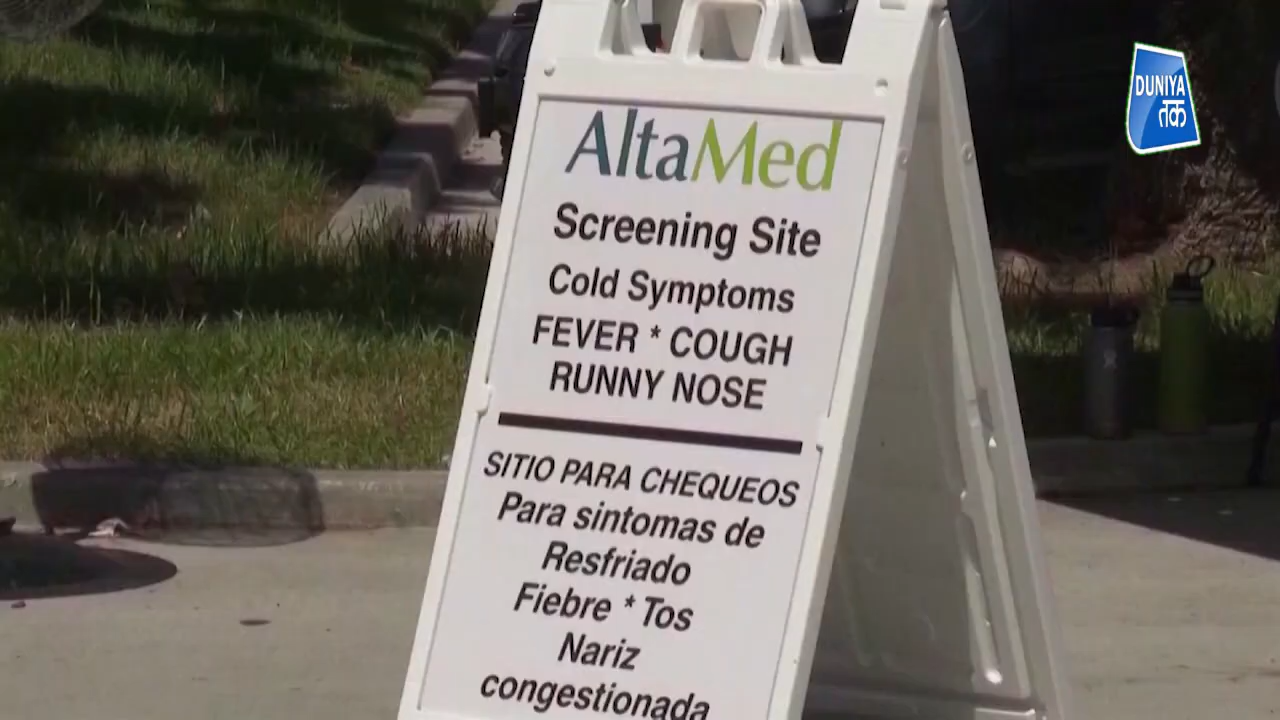 DUNIYA
तक
AltaMed
Screening Site
Cold Symptoms
FEVER * COUGH
RUNNY NOSE
SITIO PARA CHEQUEOS
Para sintomas de
Resfriado
Fiebre * Tos
Nariz
congestionada